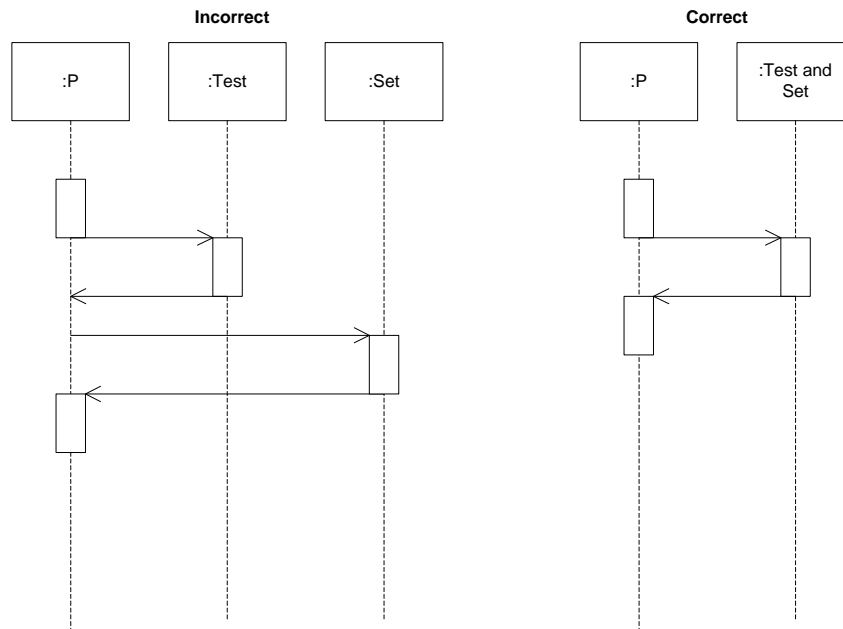 Incorrect
Correct
:P
:Test
:Set
:P
:Test and
Set